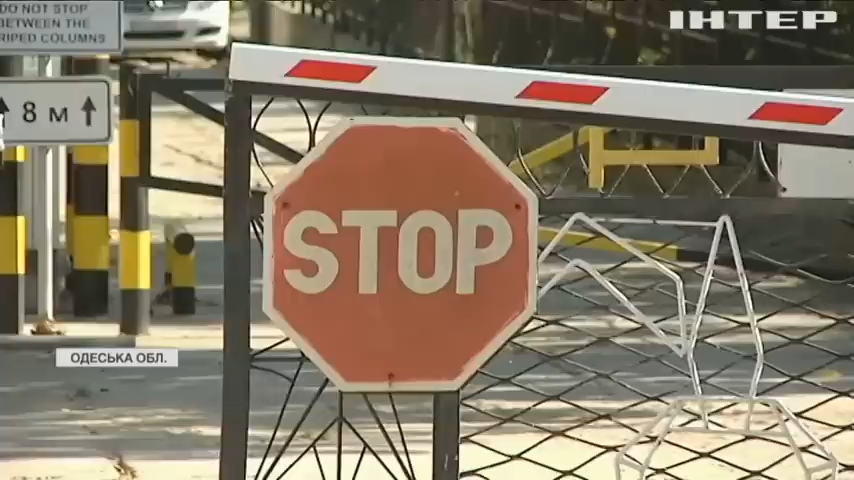 DO NOT STOP
BETWEEN THE
RIPED COLUMNS
ІНТЕР
8 м
STOP
ОДЕСЬКА ОБЛ.